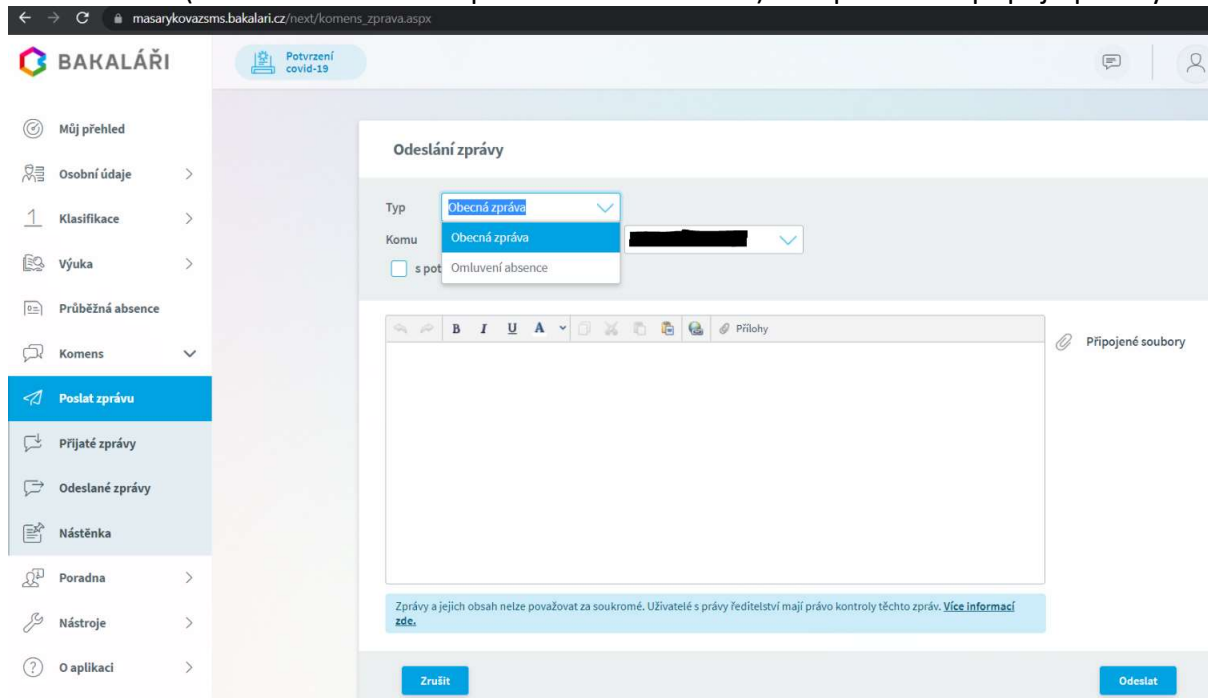 masarykovazsms.bakalari.cz/next/komens_zprava.aspx
BAKALÁŘI
Potvrzení
covid-19
Můj přehled
Osobní údaje
Klasifikace
Výuka
Průběžná absence
Komens
Poslat zprávu
Přijaté zprávy
Odeslané zprávy
Nástěnka
Poradna
Nástroje
O aplikaci
Odeslání zprávy
Typ Obecná zpráva
Komu Obecná zpráva
s pot Omluvení absence
B I U A Přílohy
Připojené soubory
Zprávy a jejich obsah nelze považovat za soukromé. Uživatelé s právy ředitelství mají právo kontroly těchto zpráv. Více informací
zde.
Zrušit Odeslat